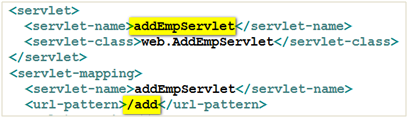 <servlet>
<servlet-name>addEmpServlet</servlet-name>
<servlet-class>web.AddEmpServlet</servlet-class>
</servlet>
<servlet-mapping>
<servlet-name>addEmpServlet</servlet-name>
<url-pattern>/add</url-pattern>